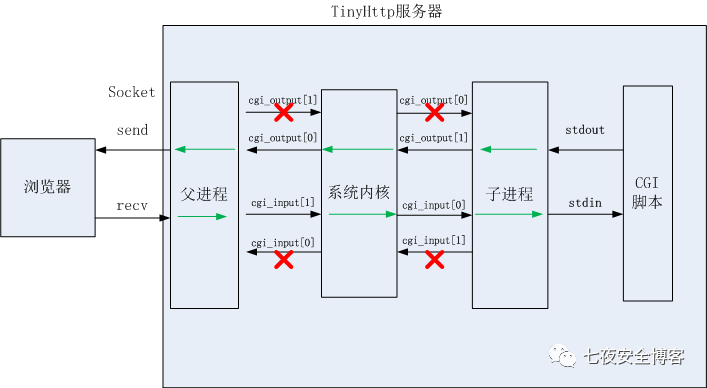 TinyHttp服务器
Socket
send
recv
浏览器
父进程
cgi_output[1]
cgi_output[0]
cgi_input[1]
cgi_input[0]
系统内核
cgi_output[0]
cgi_output[1]
cgi_input[0]
cgi_input[1]
子进程
stdout
stdin
CGI
脚本
七夜安全博客